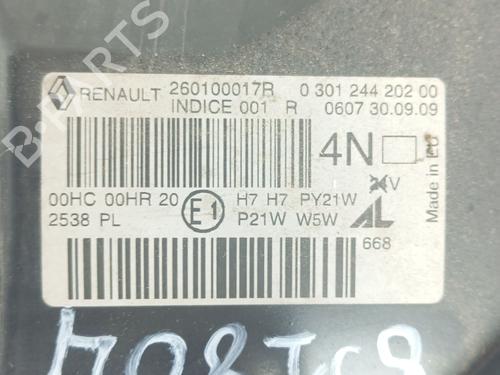 RENAULT 260100017R 0 301 244 202 00
INDICE 001 R 0607 30.09.09
4N
Made in EU
24V
00HC 00HR 20 E1 H7 H7 PY21W
2538 PL P21W W5W AL
668
B-PARTS